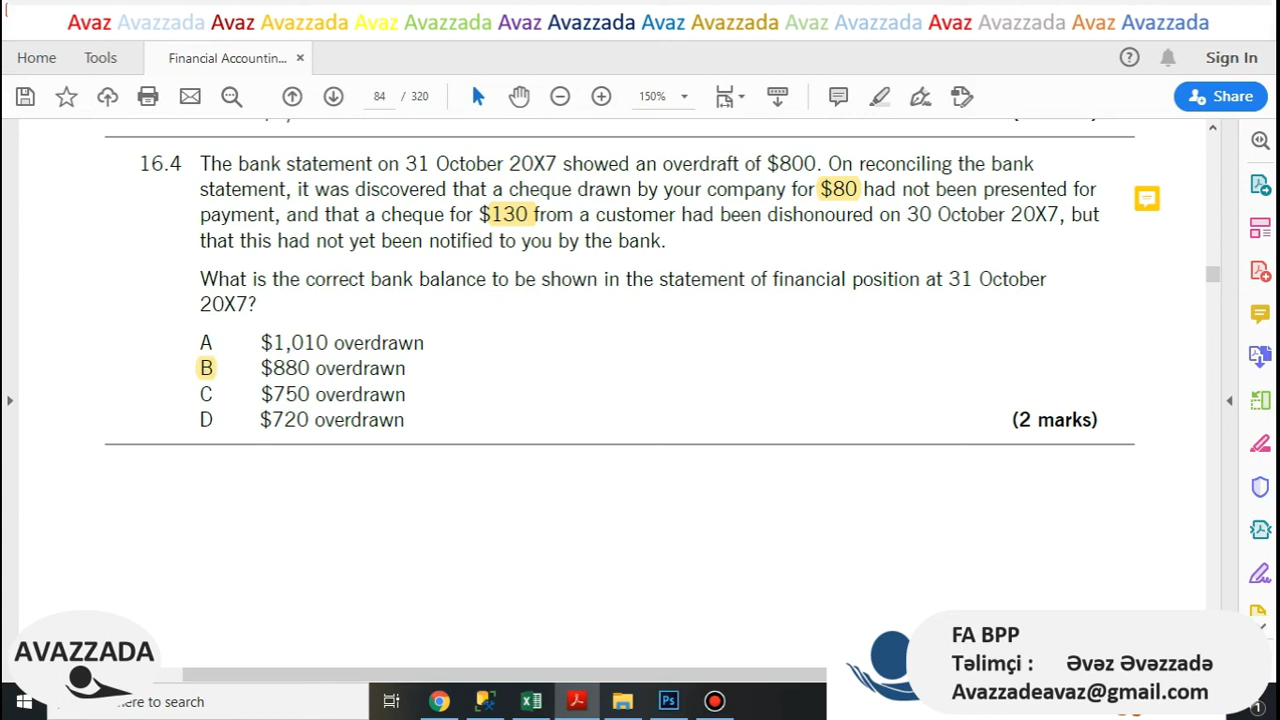 Avaz Avazzada Avaz Avazzada Avaz Avazzada Avaz Avazzada Avaz Avazzada Avaz Avazzada Avaz Avazzada Avaz Avazzada
Home Tools Financial Accountin... × Sign In
84 / 320 150% Share
16.4 The bank statement on 31 October 20X7 showed an overdraft of $800. On reconciling the bank
statement, it was discovered that a cheque drawn by your company for $80 had not been presented for
payment, and that a cheque for $130 from a customer had been dishonoured on 30 October 20X7, but
that this had not yet been notified to you by the bank.
What is the correct bank balance to be shown in the statement of financial position at 31 October
20X7?
A $1,010 overdrawn
B $880 overdrawn
C $750 overdrawn
D $720 overdrawn (2 marks)
AVAZZADA
FA BPP
Təlimçi : Əvəz Əvəzzadə
Avazzadeavaz@gmail.com
here to search
1